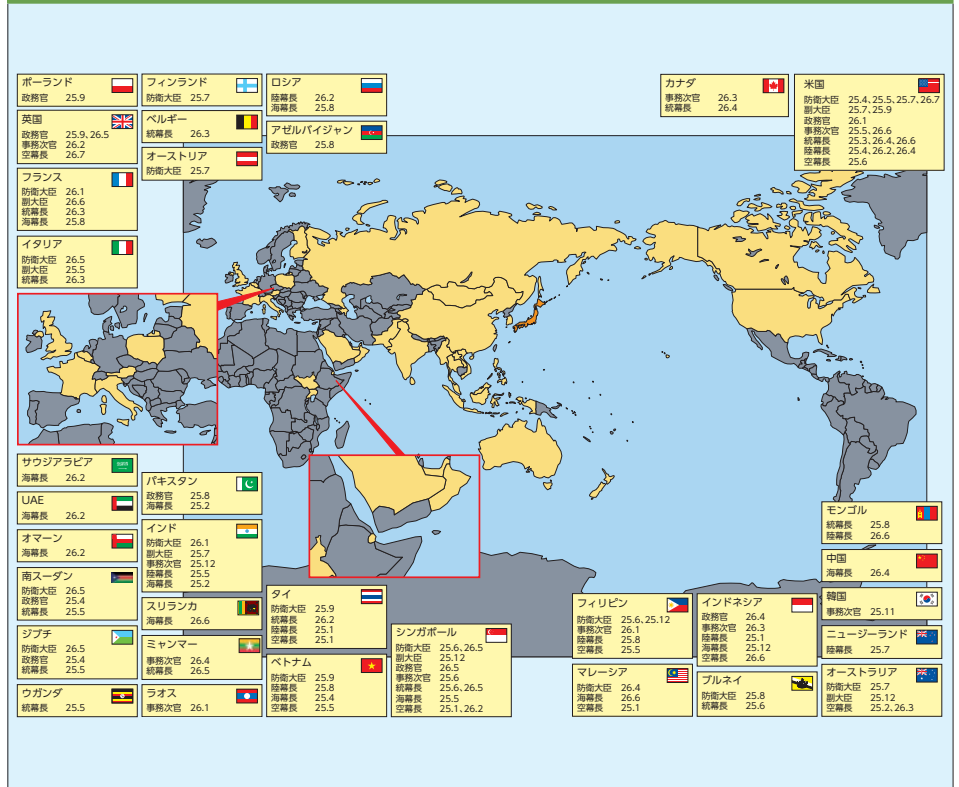 ポーランド
政務官 25.9
フィンランド
防衛大臣 25.7
ロシア
陸幕長 26.2
海幕長 25.8
カナダ
事務次官 26.3
統幕長 26.4
米国
防衛大臣 25.4、25.5、25.7、26.7
副大臣 25.7、25.9
政務官 26.1
事務次官 25.5、26.6
統幕長 25.3、26.4、26.6
陸幕長 25.4、26.2、26.4
空幕長 25.6
英国
政務官 25.9、26.5
事務次官 26.2
空幕長 26.7
ベルギー
統幕長 26.3
アゼルバイジャン
政務官 25.8
オーストリア
防衛大臣 25.7
フランス
防衛大臣 26.1
副大臣 26.6
統幕長 26.3
海幕長 25.8
イタリア
防衛大臣 26.5
副大臣 25.5
統幕長 26.3
サウジアラビア
海幕長 26.2
UAE
海幕長 26.2
オマーン
海幕長 26.2
南スーダン
防衛大臣 26.5
政務官 25.4
統幕長 25.5
ジブチ
防衛大臣 26.5
政務官 25.4
統幕長 25.5
ウガンダ
統幕長 25.5
パキスタン
政務官 25.8
海幕長 25.2
インド
防衛大臣 26.1
副大臣 25.7
事務次官 25.12
陸幕長 25.5
海幕長 25.2
スリランカ
海幕長 26.6
ミャンマー
事務次官 26.4
統幕長 26.5
ラオス
事務次官 26.1
タイ
防衛大臣 25.9
統幕長 26.2
陸幕長 25.1
空幕長 25.1
ベトナム
防衛大臣 25.9
陸幕長 25.8
海幕長 25.4
空幕長 25.5
シンガポール
防衛大臣 25.6、26.5
副大臣 25.12
政務官 26.5
事務次官 25.6
統幕長 25.6、26.5
海幕長 25.5
空幕長 25.1、26.2
フィリピン
防衛大臣 25.6、25.12
事務次官 26.1
陸幕長 25.8
空幕長 25.5
マレーシア
防衛大臣 26.4
海幕長 26.6
空幕長 25.1
インドネシア
政務官 26.4
事務次官 26.3
陸幕長 25.1
海幕長 25.12
空幕長 26.6
ブルネイ
防衛大臣 25.8
統幕長 25.6
モンゴル
統幕長 25.8
陸幕長 26.6
中国
海幕長 26.4
韓国
事務次官 25.11
ニュージーランド
陸幕長 25.7
オーストラリア
防衛大臣 25.7
副大臣 25.12
空幕長 25.2、26.3